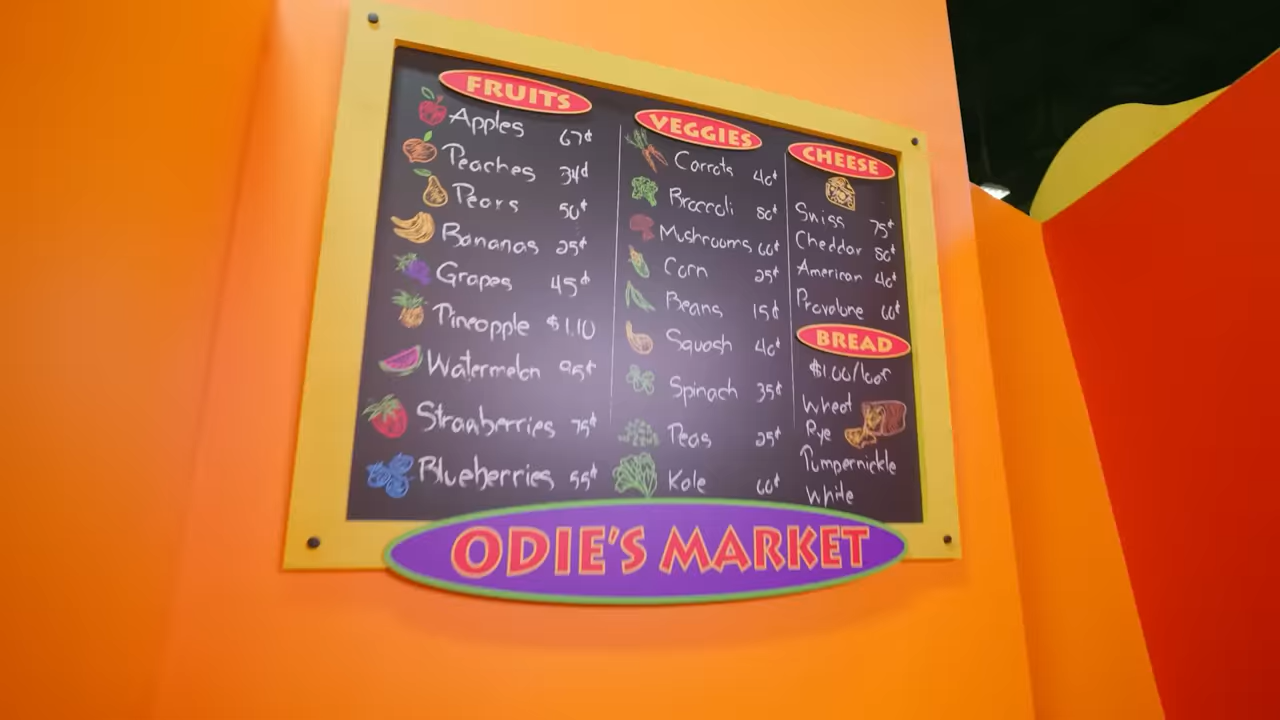 FRUITS
Apples 67¢
Peaches 34¢
Pears 50¢
Bananas 25¢
Grapes 45¢
Pineapple $1.10
Watermelon 95¢
Strawberries 75¢
Blueberries 55¢
VEGGIES
Carrots 40¢
Broccoli 50¢
Mushrooms 60¢
Corn 25¢
Beans 15¢
Squash 40¢
Spinach 35¢
Peas 25¢
Kale 60¢
CHEESE
Swiss 75¢
Cheddar 50¢
American 40¢
Provolone 60¢
BREAD
$1.00/loaf
Wheat
Rye
Pumpernickle
White
ODIE'S MARKET